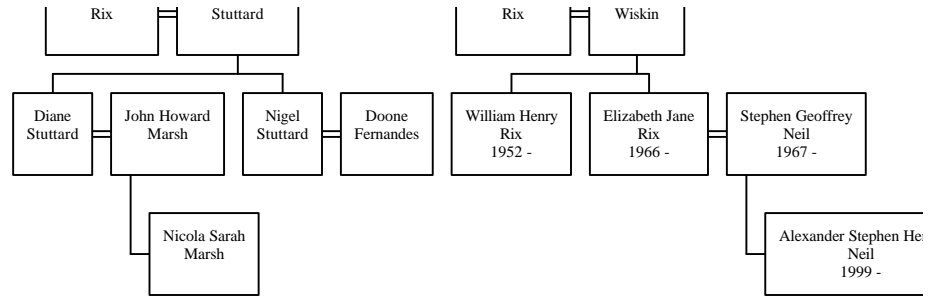 Rix
Stuttard
Rix
Wiskin
Diane
Stuttard
John Howard
Marsh
Nigel
Stuttard
Doone
Fernandes
William Henry
Rix
1952 -
Elizabeth Jane
Rix
1966 -
Stephen Geoffrey
Neil
1967 -
Nicola Sarah
Marsh
Alexander Stephen
Neil
1999 -